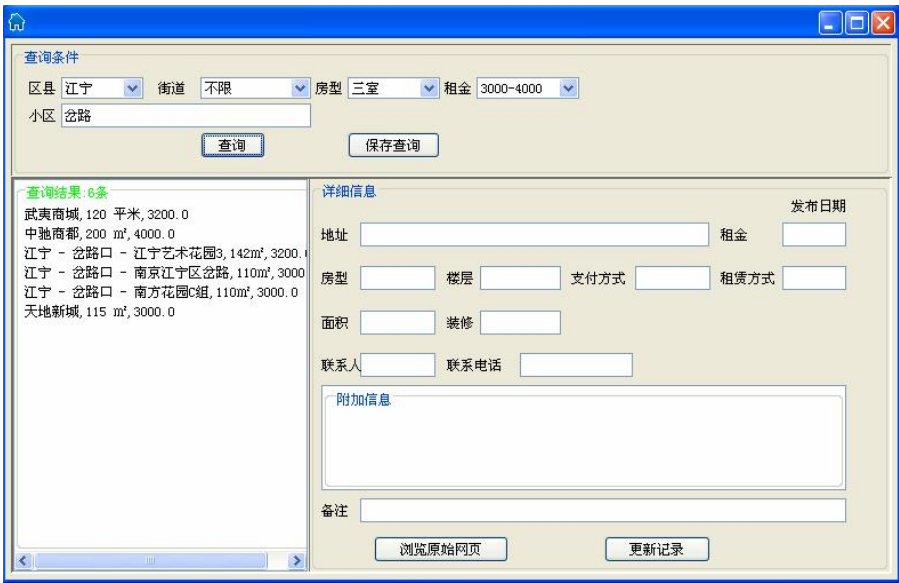 查询条件
区县 江宁 街道 不限 房型 三室 租金 3000-4000
小区 岔路
查询 保存查询
查询结果:6条
武夷商城,120 平米,3200.0
中驰商都,200 m²,4000.0
江宁 - 岔路口 - 江宁艺术花园3,142m²,3200.
江宁 - 岔路口 - 南京江宁区岔路,110m²,3000
江宁 - 岔路口 - 南方花园C组,110m²,3000.0
天地新城,115 m²,3000.0
详细信息
发布日期
地址 租金
房型 楼层 支付方式 租赁方式
面积 装修
联系人 联系电话
附加信息
备注
浏览原始网页 更新记录